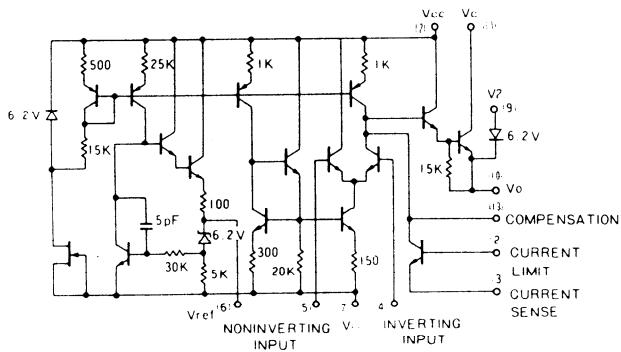 Vcc Vc
(12)
500 25K 1K 1K
V2
(9)
6.2V 6.2V
15K 15K
(10)
Vo
100
(13)
COMPENSATION
5pF
6.2V
2
CURRENT
LIMIT
30K 5K 300 20K 150
3
CURRENT
SENSE
Vref (6) 5 7 4
NONINVERTING
INPUT
INVERTING
INPUT